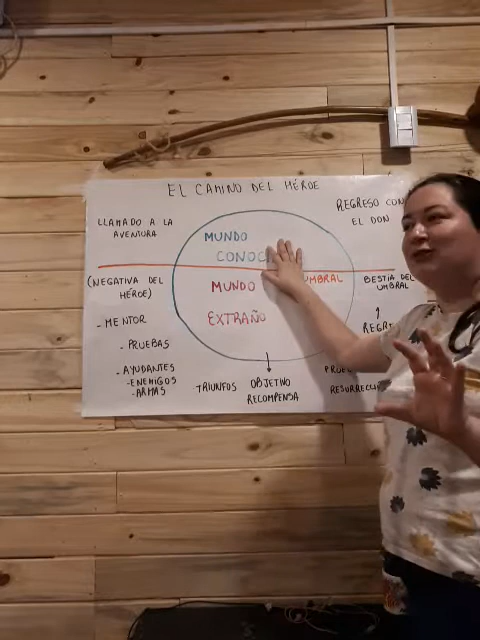 EL CAMINO DEL HÉROE
LLAMADO A LA
AVENTURA
REGRESO CON
EL DON
MUNDO
CONOC
(NEGATIVA DEL
HÉROE)
MUNDO
UMBRAL
BESTIA DEL
UMBRAL
EXTRAÑO
- MENTOR
- PRUEBAS
- AYUDANTES
- ENEMIGOS
- ARMAS
TRIUNFOS
OBJETIVO
RECOMPENSA